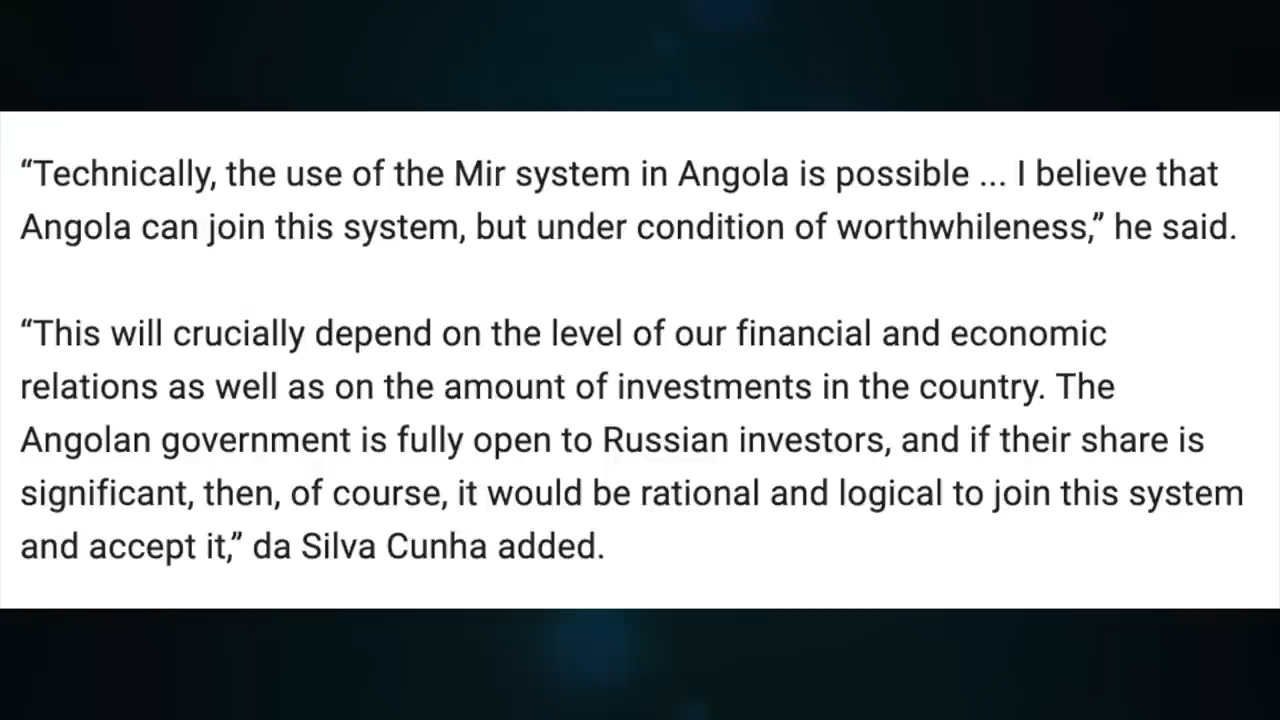 “Technically, the use of the Mir system in Angola is possible ... I believe that
Angola can join this system, but under condition of worthwhileness,” he said.
“This will crucially depend on the level of our financial and economic
relations as well as on the amount of investments in the country. The
Angolan government is fully open to Russian investors, and if their share is
significant, then, of course, it would be rational and logical to join this system
and accept it,” da Silva Cunha added.